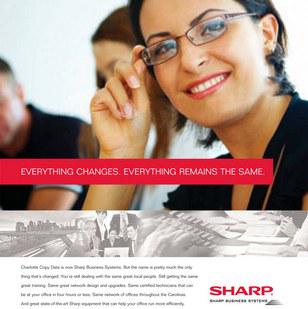 EVERYTHING CHANGES. EVERYTHING REMAINS THE SAME.
Charlotte Copy Data is now Sharp Business Systems. But the name is pretty much the only
thing that's changed. You're still dealing with the same great local people. Still getting the same
great training. Same great network design and upgrades. Same certified technicians that can
be at your office in four hours or less. Same network of offices throughout the Carolinas.
And great state-of-the-art Sharp equipment that can help your office run more efficiently.
SHARP
SHARP BUSINESS SYSTEMS